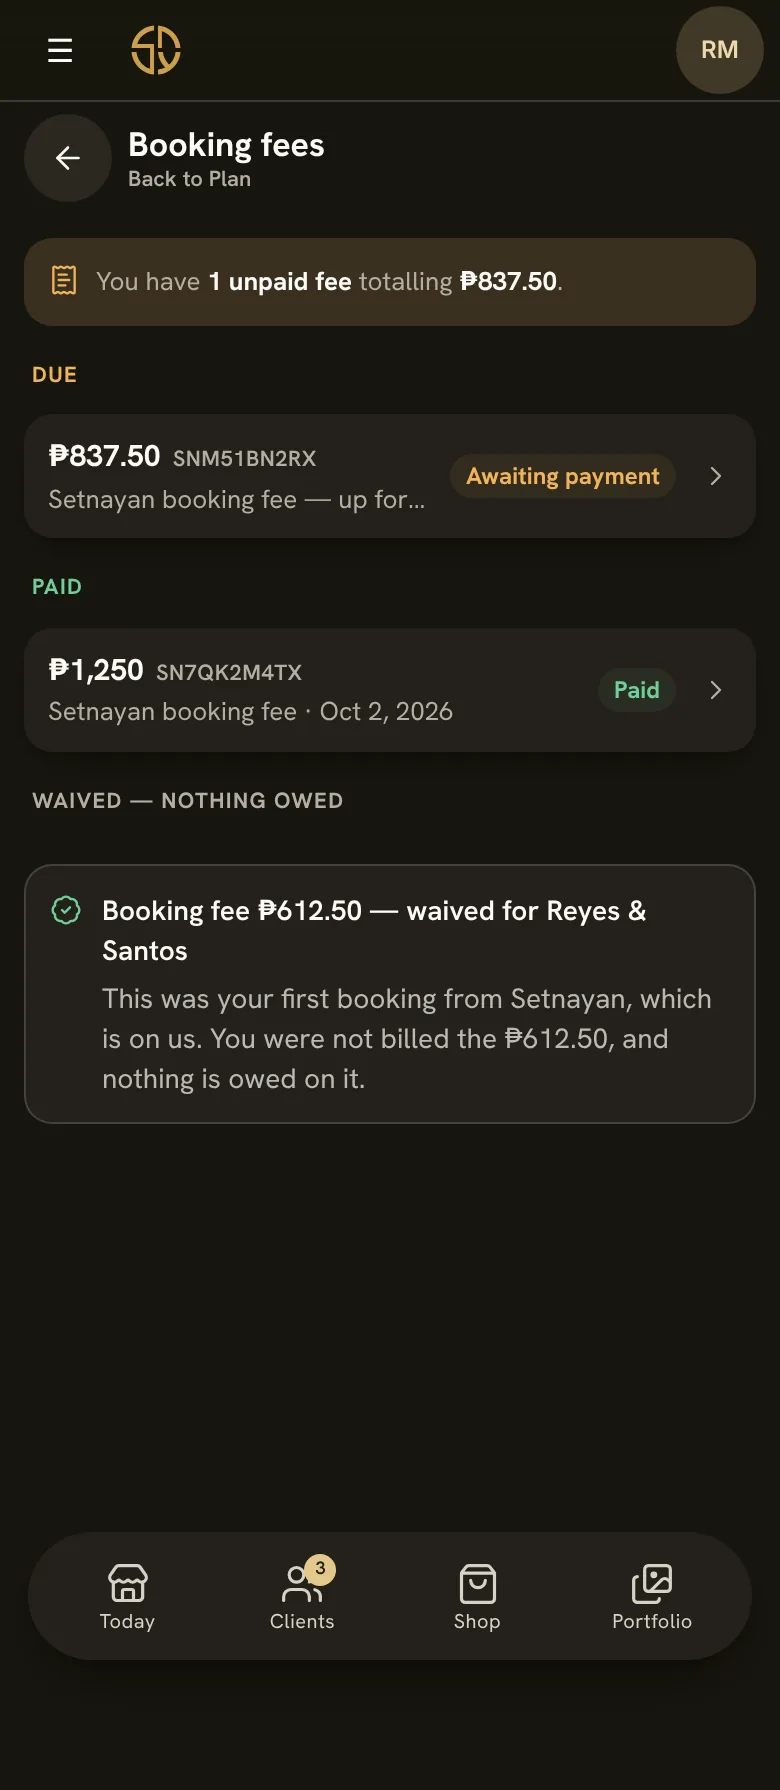 RM
Booking fees
Back to Plan
You have 1 unpaid fee totalling ₱837.50.
DUE
₱837.50 SNM51BN2RX
Setnayan booking fee — up for...
Awaiting payment
PAID
₱1,250 SN7QK2M4TX
Setnayan booking fee · Oct 2, 2026
Paid
WAIVED — NOTHING OWED
Booking fee ₱612.50 — waived for Reyes &
Santos
This was your first booking from Setnayan, which
is on us. You were not billed the ₱612.50, and
nothing is owed on it.
3
Today
Clients
Shop
Portfolio